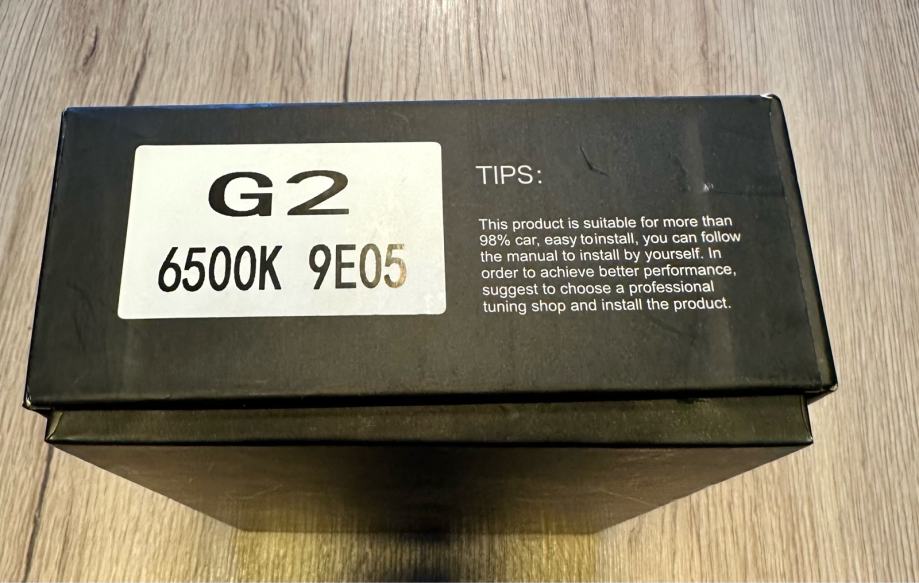 G2
6500K 9E05
TIPS:
This product is suitable for more than
98% car, easy toinstall, you can follow
the manual to install by yourself. In
order to achieve better performance,
suggest to choose a professional
tuning shop and install the product.